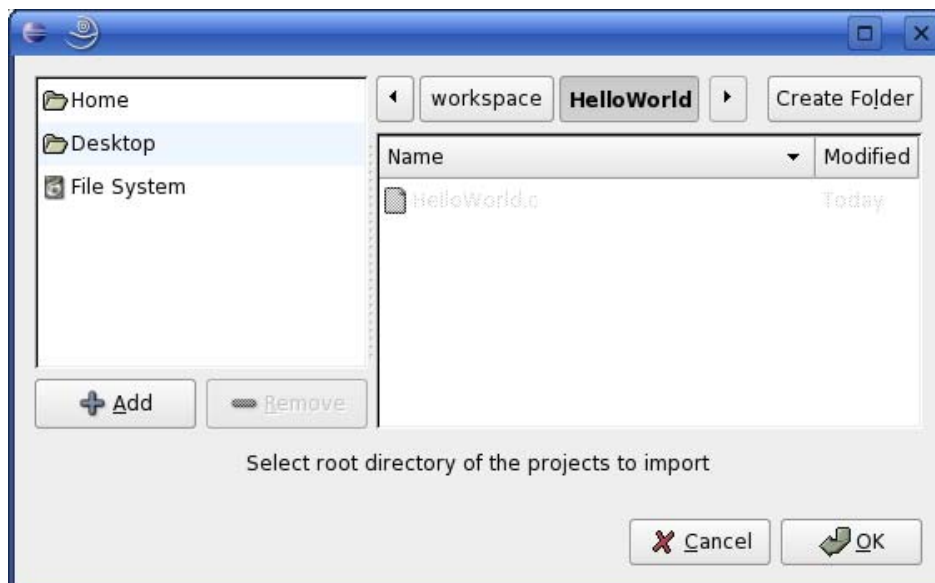 Home
Desktop
File System
Add
Remove
workspace
HelloWorld
Create Folder
Name
Modified
HelloWorld.c
Today
Select root directory of the projects to import
Cancel
OK